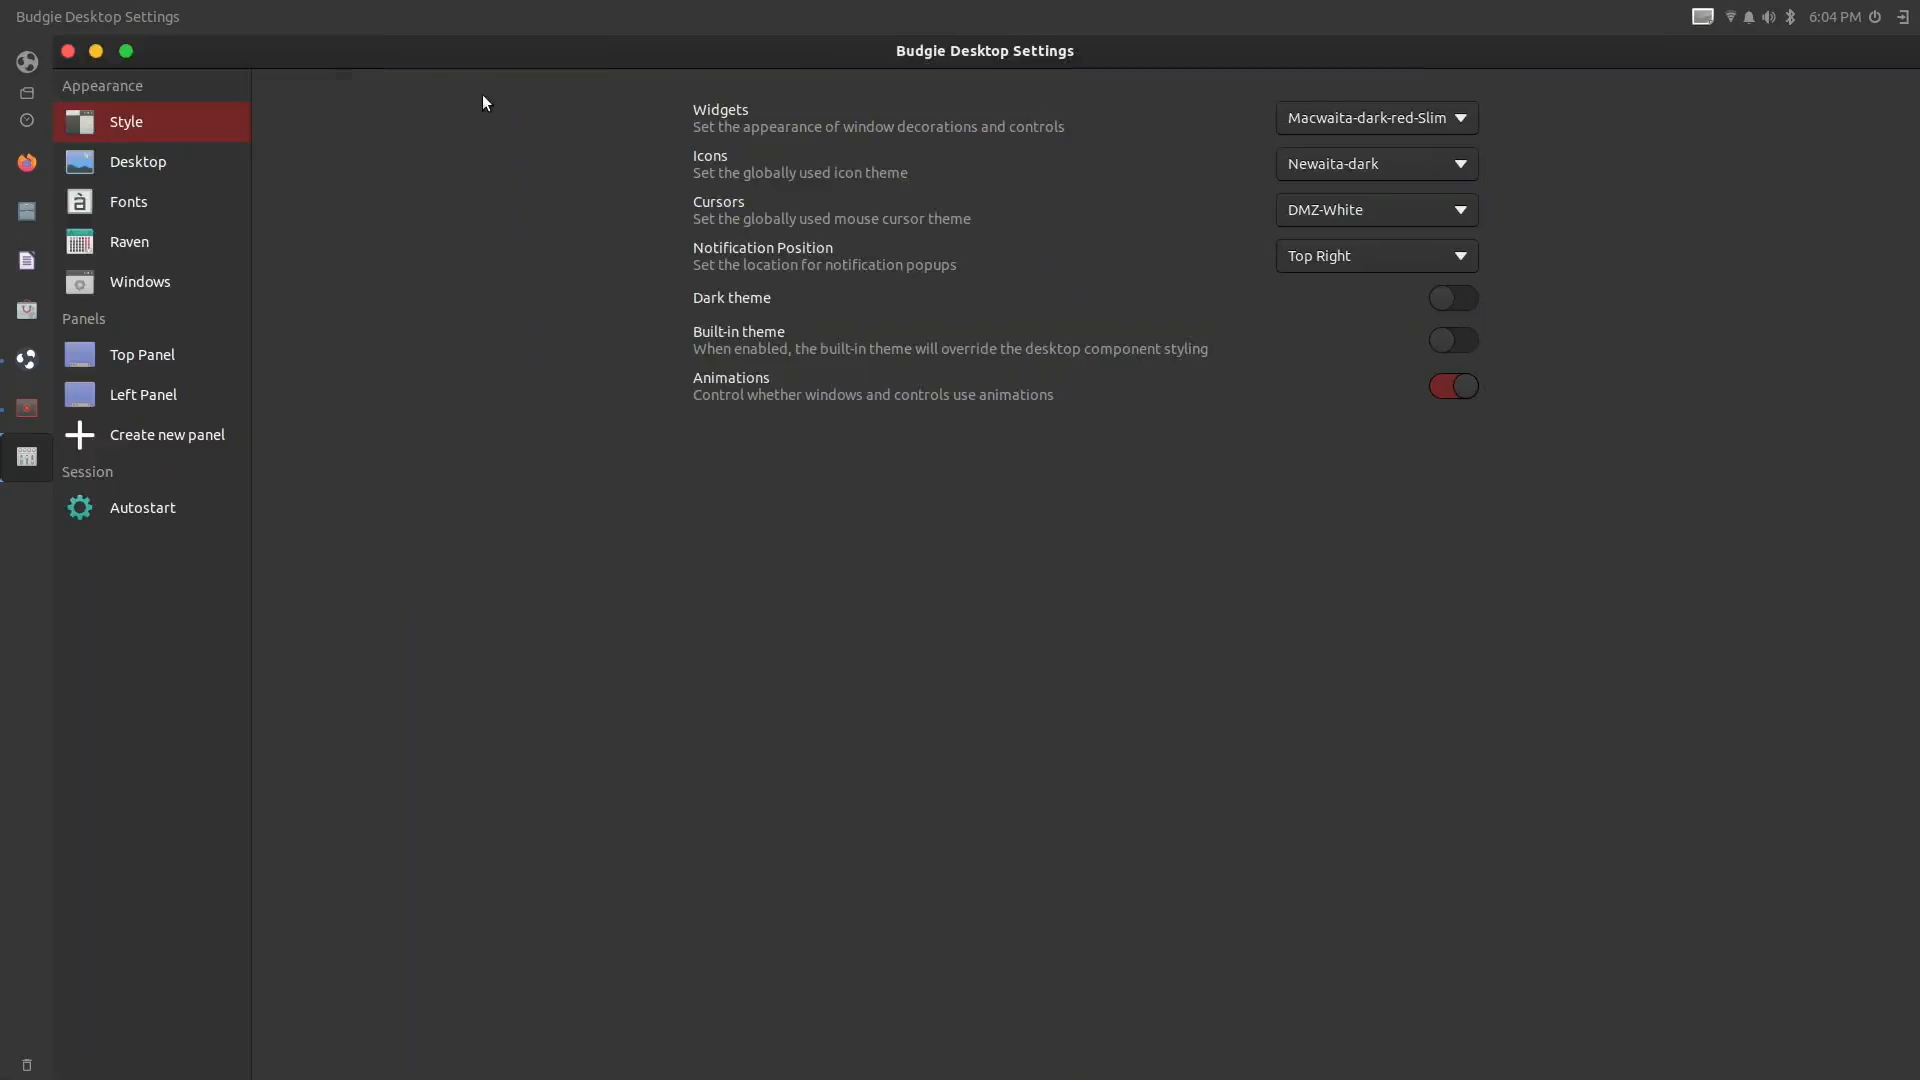 Budgie Desktop Settings
6:04 PM
Budgie Desktop Settings
Appearance
Style
Desktop
Fonts
Raven
Windows
Panels
Top Panel
Left Panel
Create new panel
Session
Autostart
Widgets
Set the appearance of window decorations and controls
Macwaita-dark-red-Slim
Icons
Set the globally used icon theme
Newaita-dark
Cursors
Set the globally used mouse cursor theme
DMZ-White
Notification Position
Set the location for notification popups
Top Right
Dark theme
Built-in theme
When enabled, the built-in theme will override the desktop component styling
Animations
Control whether windows and controls use animations